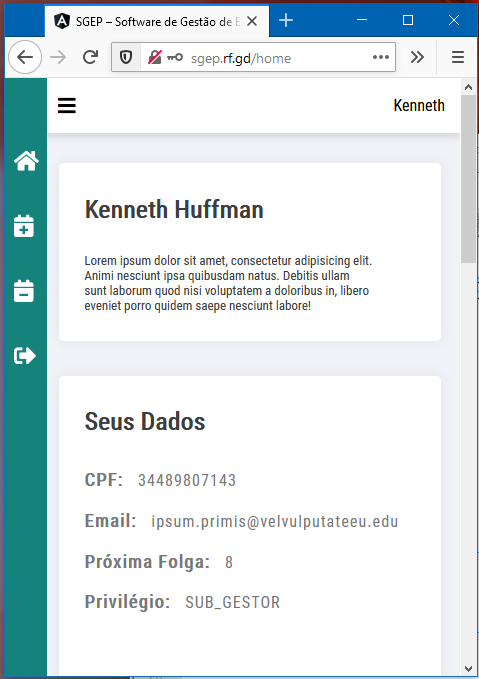 SGEP – Software de Gestão de E
sgep.rf.gd/home
Kenneth
Kenneth Huffman
Lorem ipsum dolor sit amet, consectetur adipisicing elit.
Animi nesciunt ipsa quibusdam natus. Debitis ullam
sunt laborum quod nisi voluptatem a doloribus in, libero
eveniet porro quidem saepe nesciunt labore!
Seus Dados
CPF: 34489807143
Email: ipsum.primis@velvulputateeu.edu
Próxima Folga: 8
Privilégio: SUB_GESTOR